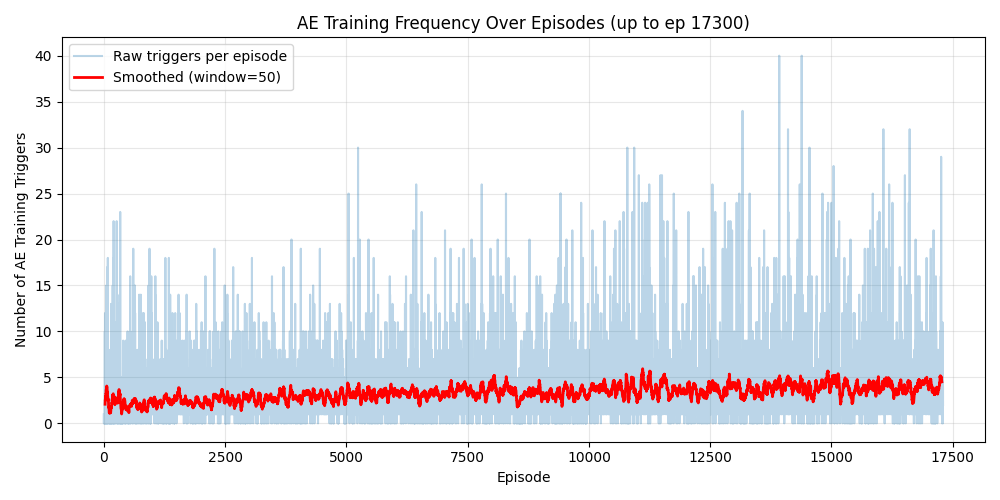 AE Training Frequency Over Episodes (up to ep 17300)
Raw triggers per episode
Smoothed (window=50)
Number of AE Training Triggers
40
35
30
25
20
15
10
5
0
0 2500 5000 7500 10000 12500 15000 17500
Episode